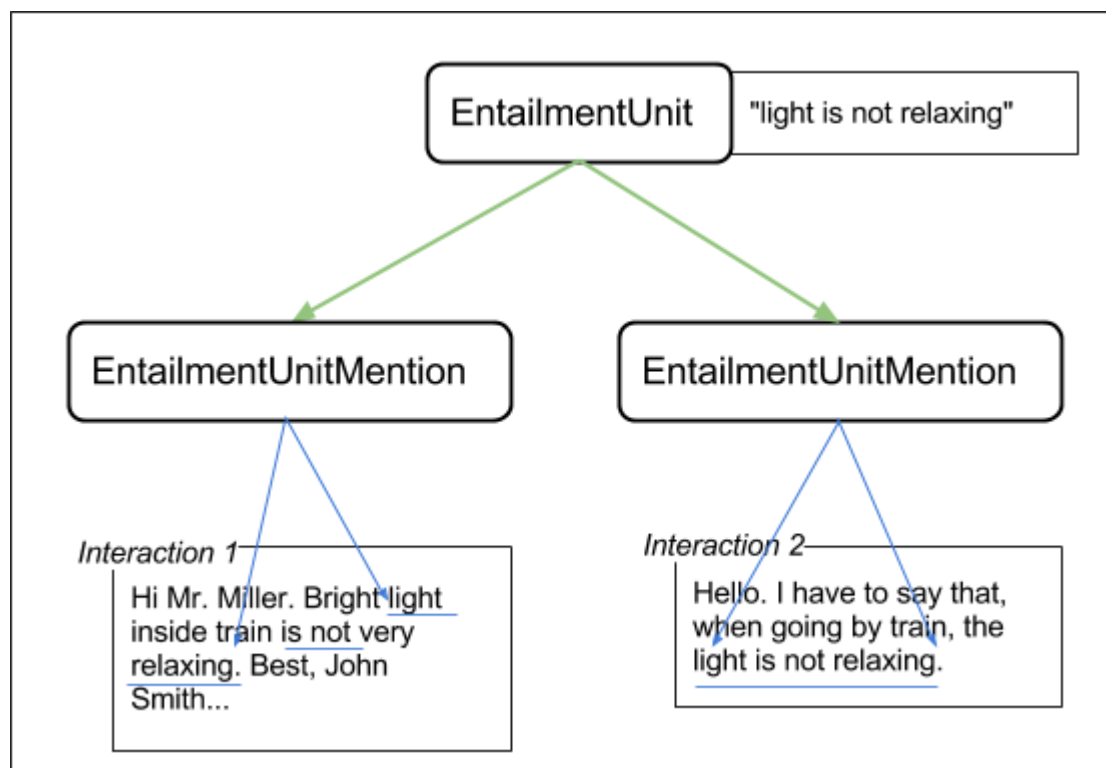 EntailmentUnit
"light is not relaxing"
EntailmentUnitMention
EntailmentUnitMention
Interaction 1
Hi Mr. Miller. Bright light
inside train is not very
relaxing. Best, John
Smith...
Interaction 2
Hello. I have to say that,
when going by train, the
light is not relaxing.